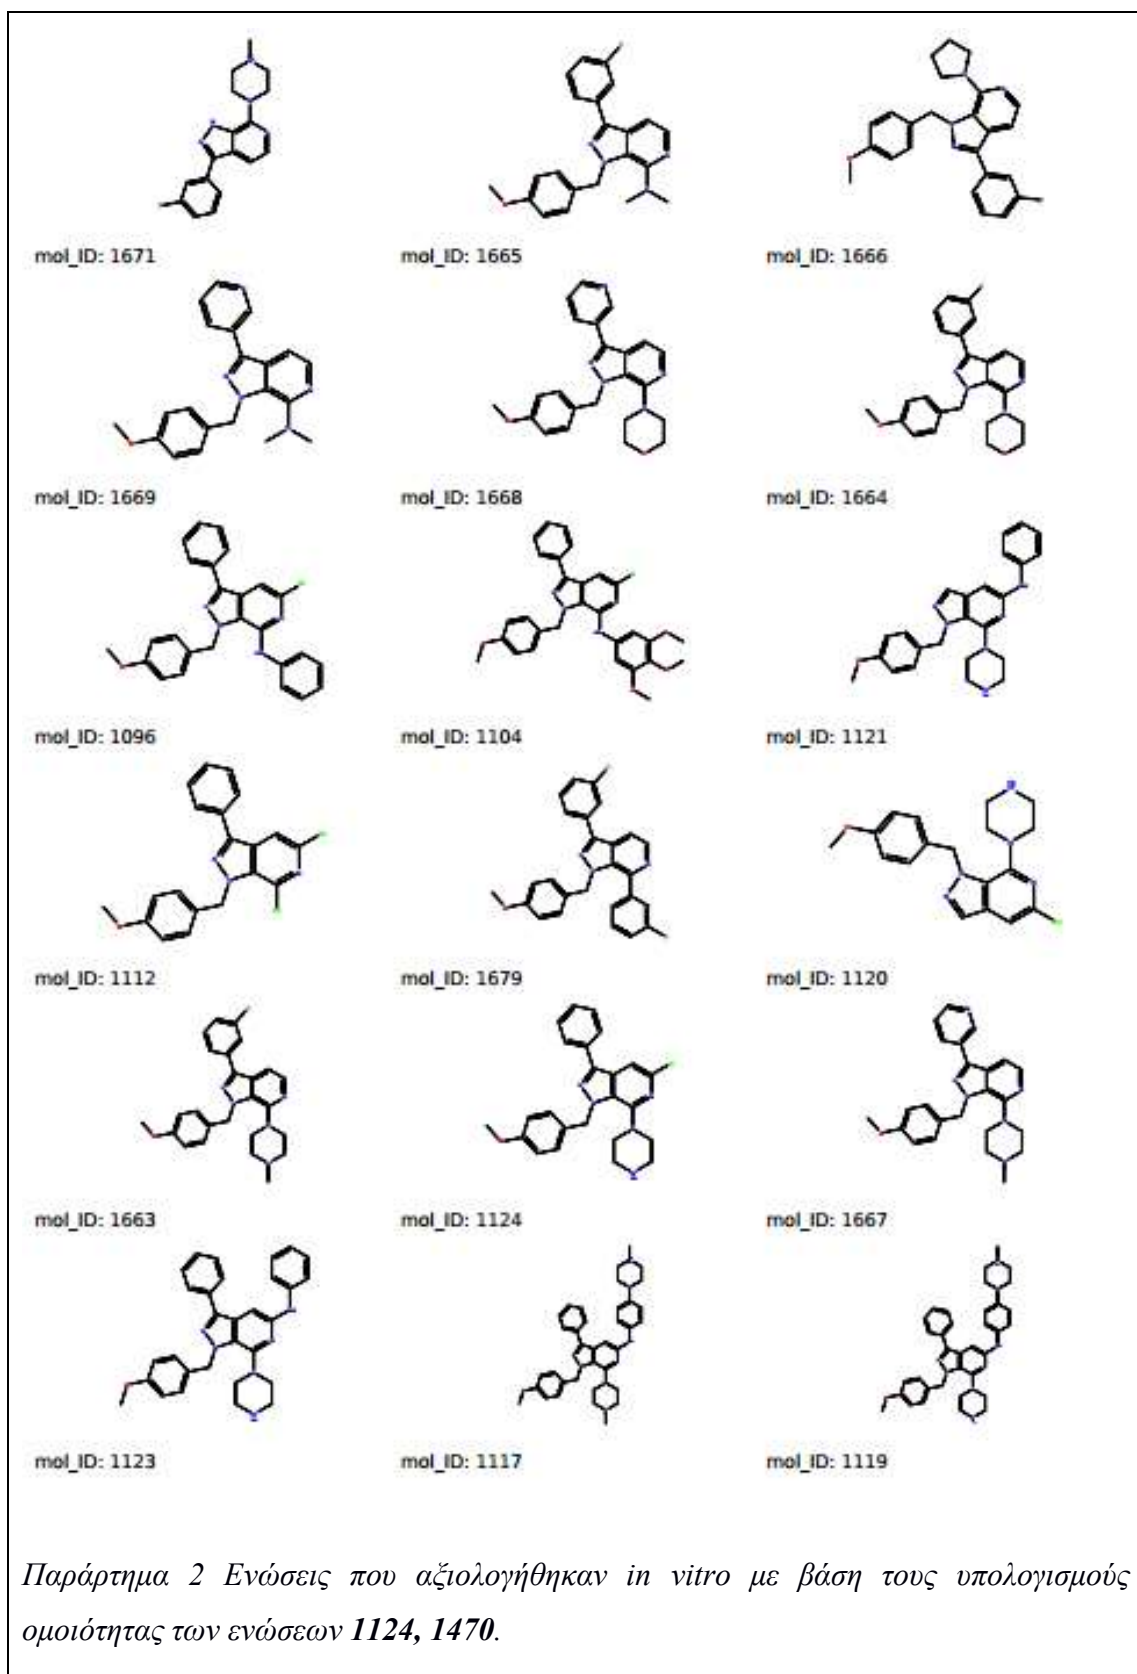 mol_ID: 1671
mol_ID: 1665
mol_ID: 1666
mol_ID: 1669
mol_ID: 1668
mol_ID: 1664
mol_ID: 1096
mol_ID: 1104
mol_ID: 1121
mol_ID: 1112
mol_ID: 1679
mol_ID: 1120
mol_ID: 1663
mol_ID: 1124
mol_ID: 1667
mol_ID: 1123
mol_ID: 1117
mol_ID: 1119
Παράρτημα 2 Ενώσεις που αξιολογήθηκαν in vitro με βάση τους υπολογισμούς
ομοιότητας των ενώσεων 1124, 1470.